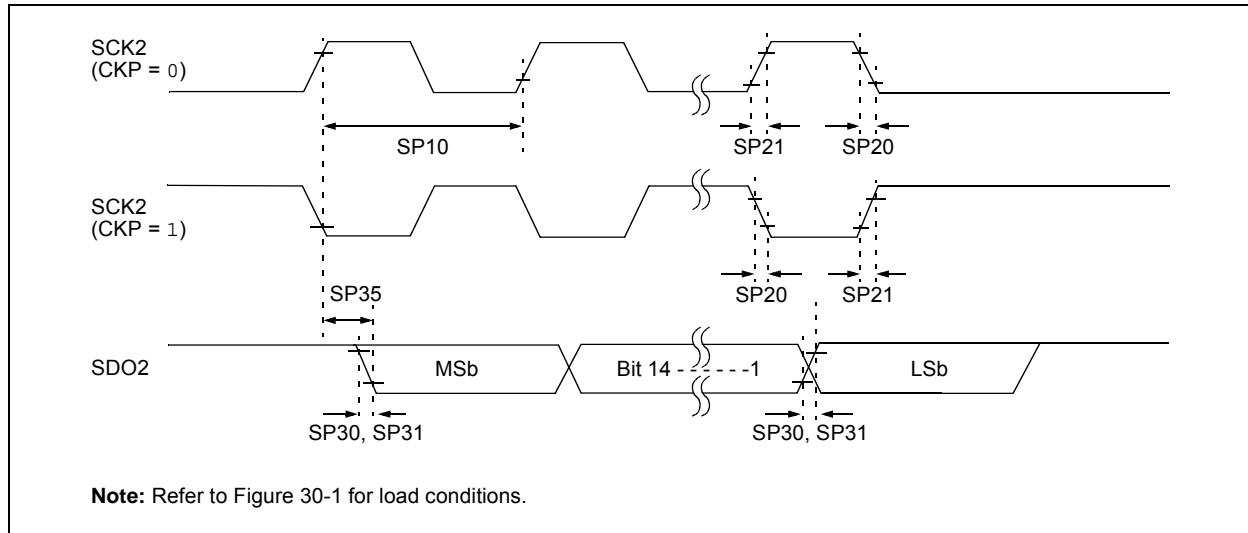 SCK2
(CKP = 0)
SP10
SP21
SP20
SCK2
(CKP = 1)
SP35
SP20
SP21
SDO2
MSb
Bit 14 - - - - - - -1
LSb
SP30, SP31
SP30, SP31
Note: Refer to Figure 30-1 for load conditions.